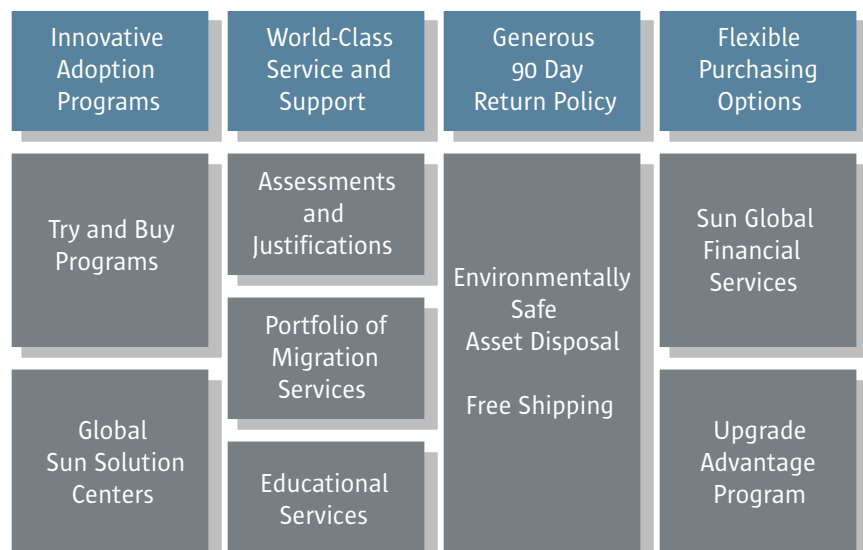 Innovative
Adoption
Programs
World-Class
Service and
Support
Generous
90 Day
Return Policy
Flexible
Purchasing
Options
Try and Buy
Programs
Global
Sun Solution
Centers
Assessments
and
Justifications
Portfolio of
Migration
Services
Educational
Services
Environmentally
Safe
Asset Disposal
Free Shipping
Sun Global
Financial
Services
Upgrade
Advantage
Program